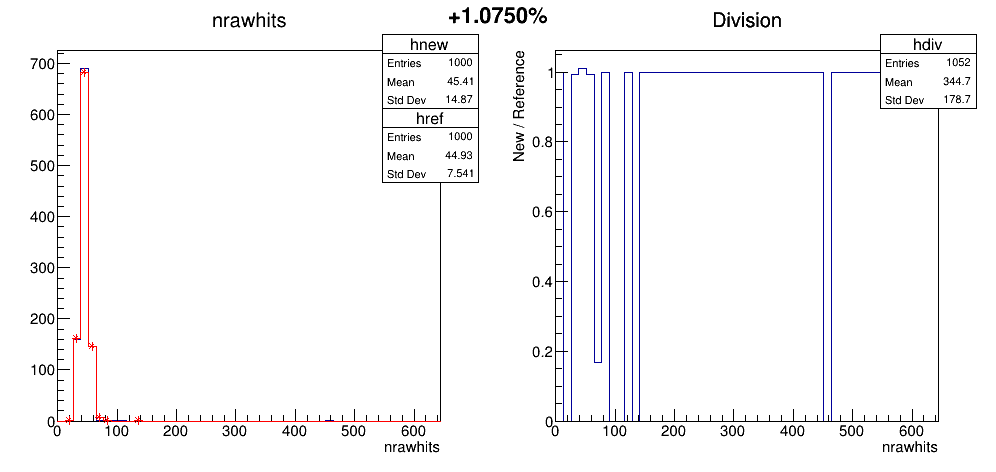 +1.0750%
nrawhits
hnew
Entries 1000
Mean 45.41
Std Dev 14.87
href
Entries 1000
Mean 44.93
Std Dev 7.541
700
600
500
400
300
200
100
0
0 100 200 300 400 500 600
nrawhits
Division
hdiv
Entries 1052
Mean 344.7
Std Dev 178.7
New / Reference
1
0.8
0.6
0.4
0.2
0
0 100 200 300 400 500 600
nrawhits